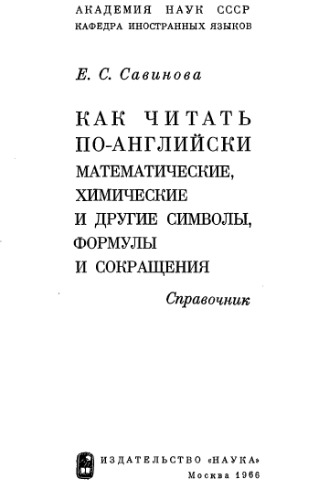 АКАДЕМИЯ НАУК СССР
КАФЕДРА ИНОСТРАННЫХ ЯЗЫКОВ
Е. С. Савинова
КАК ЧИТАТЬ
ПО-АНГЛИЙСКИ
МАТЕМАТИЧЕСКИЕ,
ХИМИЧЕСКИЕ
И ДРУГИЕ СИМВОЛЫ,
ФОРМУЛЫ
И СОКРАЩЕНИЯ
Справочник
ИЗДАТЕЛЬСТВО «НАУКА»
Москва 1966